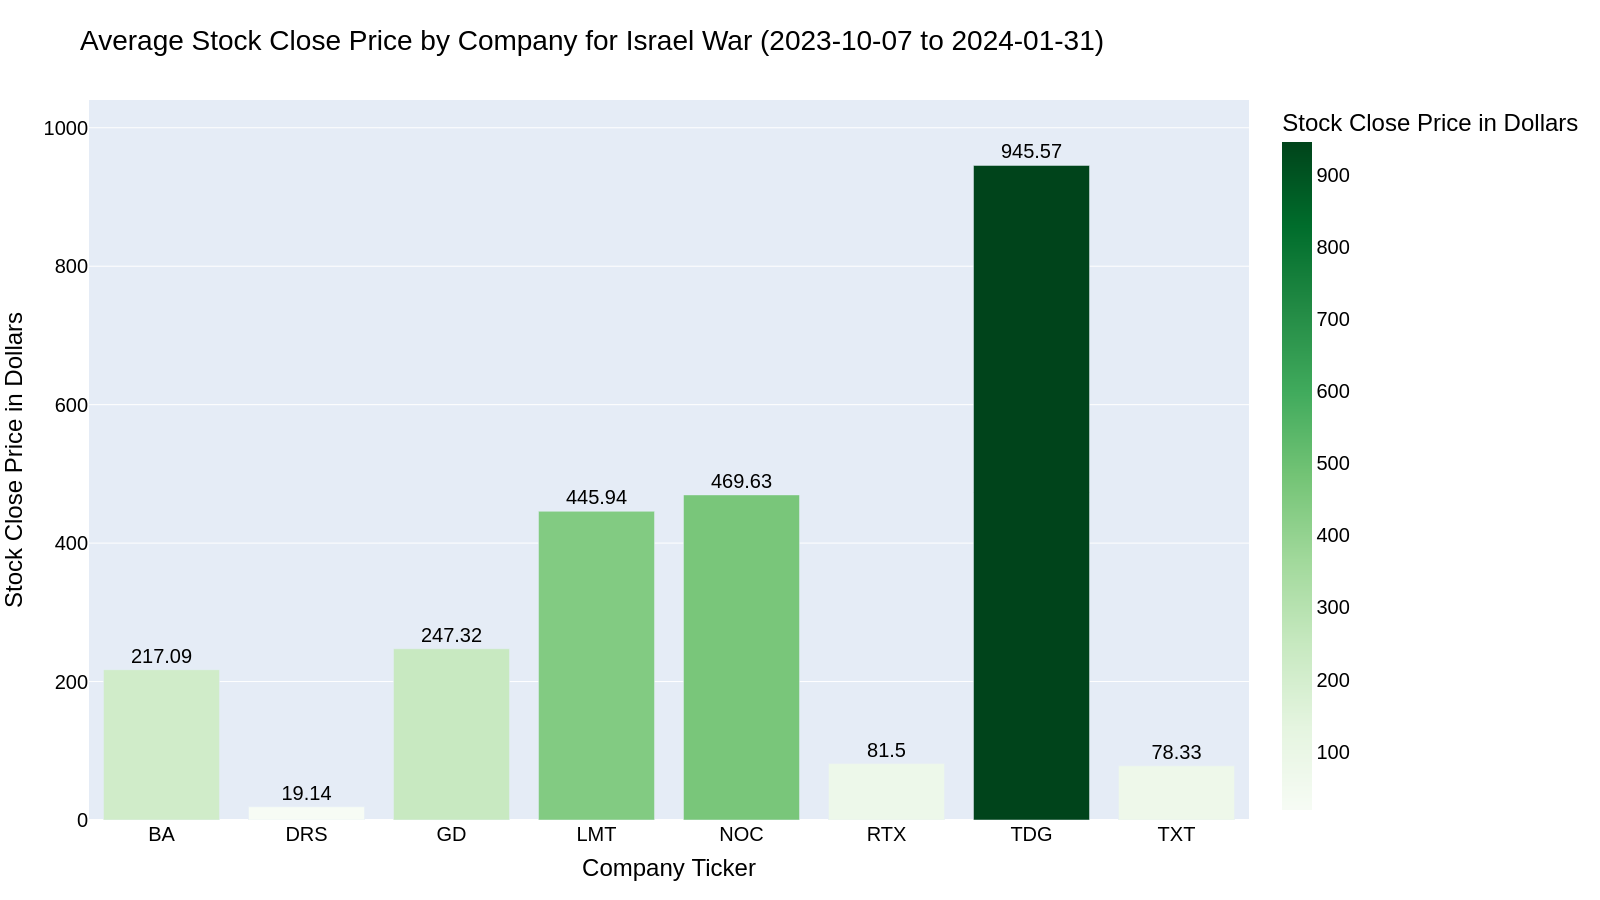 Average Stock Close Price by Company for Israel War (2023-10-07 to 2024-01-31)
Stock Close Price in Dollars
1000
800
600
400
200
0
217.09
19.14
247.32
445.94
469.63
81.5
945.57
78.33
BA
DRS
GD
LMT
NOC
RTX
TDG
TXT
Company Ticker
Stock Close Price in Dollars
900
800
700
600
500
400
300
200
100